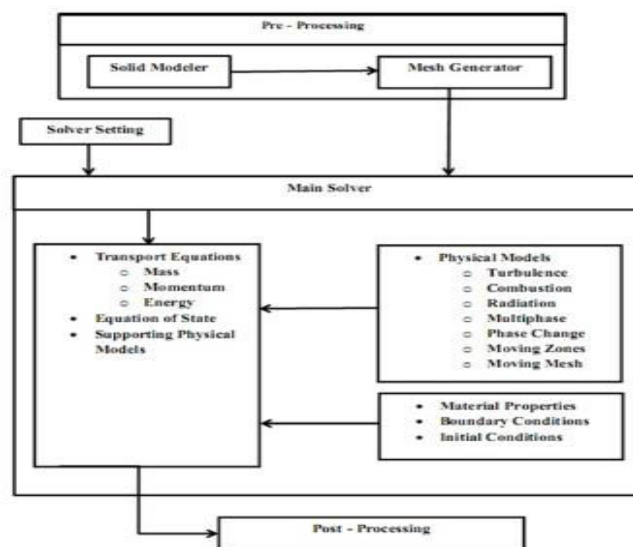 Pre - Processing
Solid Modeler
Mesh Generator
Solver Setting
Main Solver
• Transport Equations
o Mass
o Momentum
o Energy
• Equation of State
• Supporting Physical
Models
• Physical Models
o Turbulence
o Combustion
o Radiation
o Multiphase
o Phase Change
o Moving Zones
o Moving Mesh
• Material Properties
• Boundary Conditions
• Initial Conditions
Post - Processing